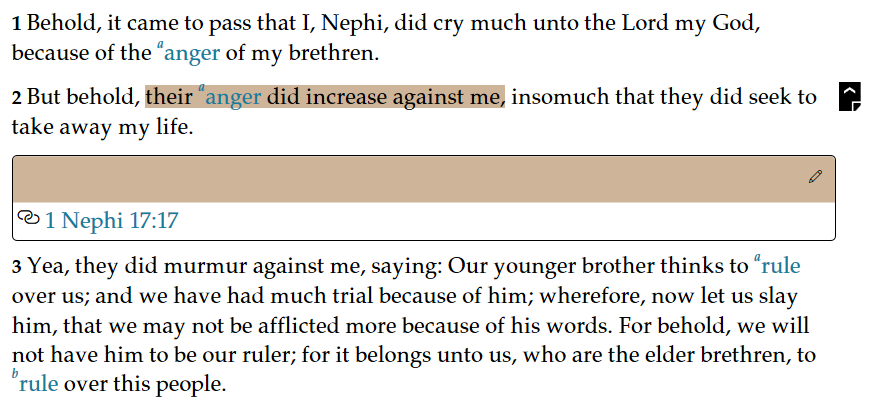 1 Behold, it came to pass that I, Nephi, did cry much unto the Lord my God,
because of the ᵃanger of my brethren.
2 But behold, their ᵃanger did increase against me, insomuch that they did seek to
take away my life.
1 Nephi 17:17
3 Yea, they did murmur against me, saying: Our younger brother thinks to ᵃrule
over us; and we have had much trial because of him; wherefore, now let us slay
him, that we may not be afflicted more because of his words. For behold, we will
not have him to be our ruler; for it belongs unto us, who are the elder brethren, to
ᵇrule over this people.